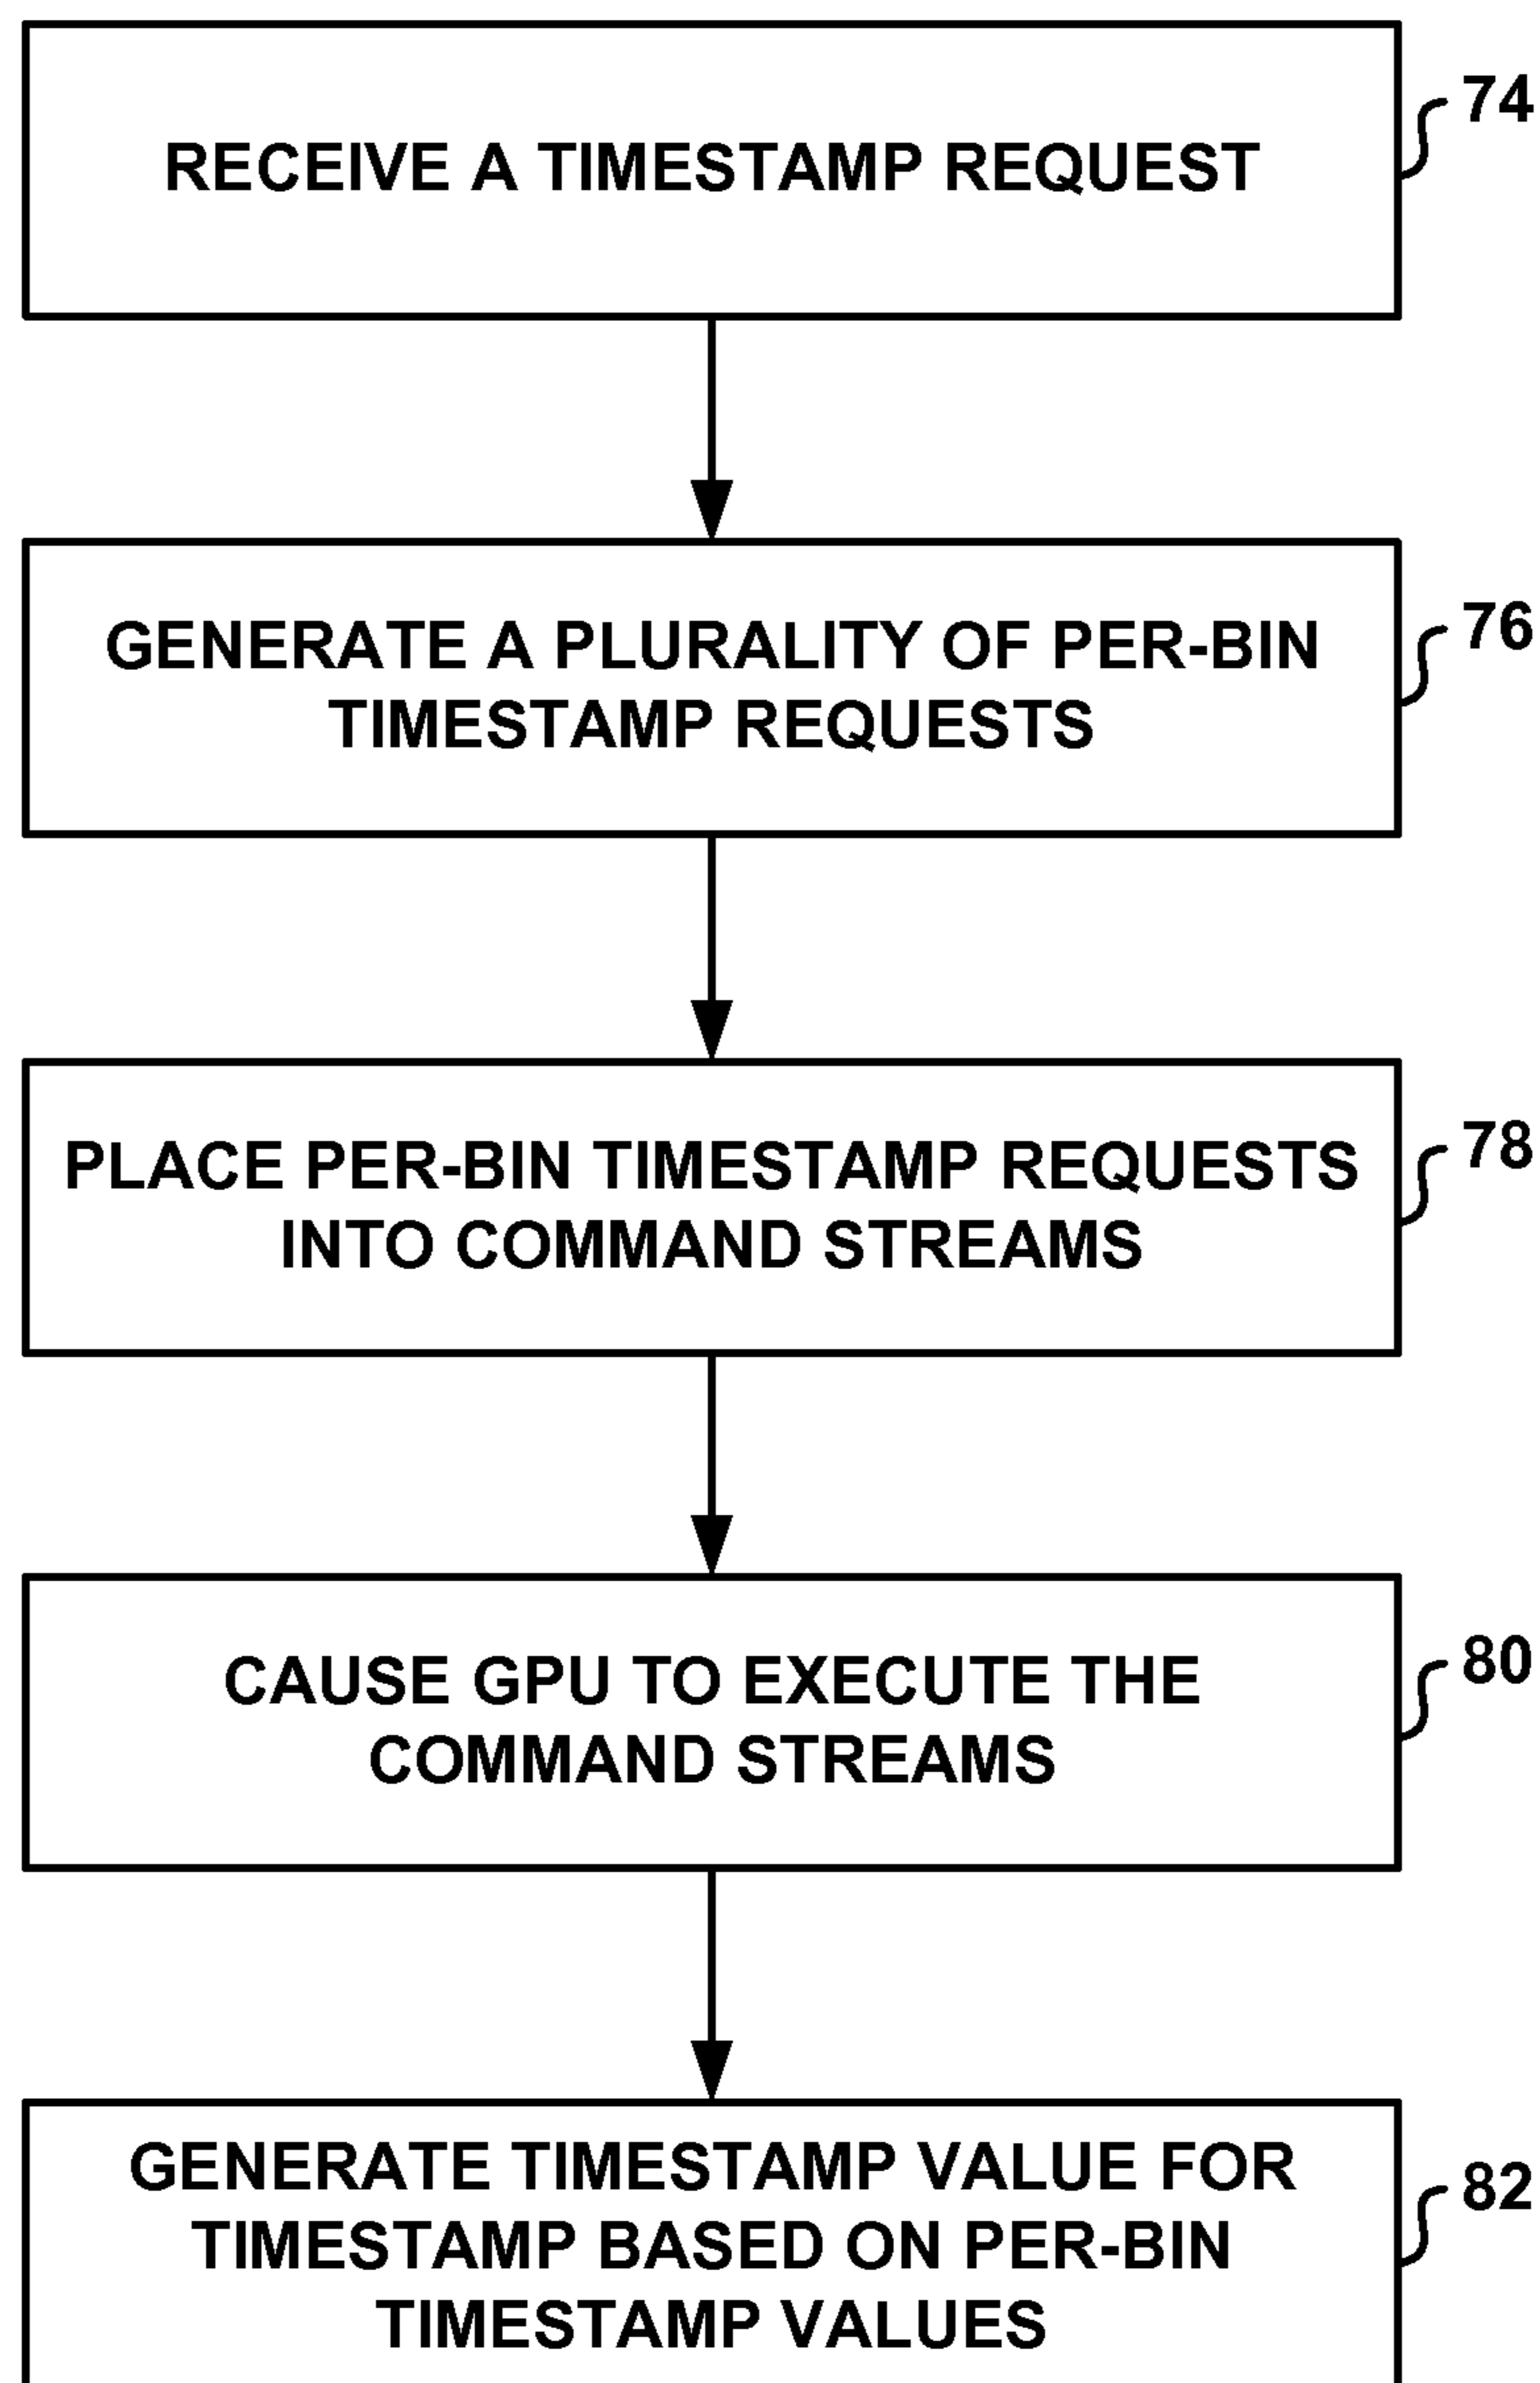 RECEIVE A TIMESTAMP REQUEST
74
GENERATE A PLURALITY OF PER-BIN
TIMESTAMP REQUESTS
76
PLACE PER-BIN TIMESTAMP REQUESTS
INTO COMMAND STREAMS
78
CAUSE GPU TO EXECUTE THE
COMMAND STREAMS
80
GENERATE TIMESTAMP VALUE FOR
TIMESTAMP BASED ON PER-BIN
TIMESTAMP VALUES
82